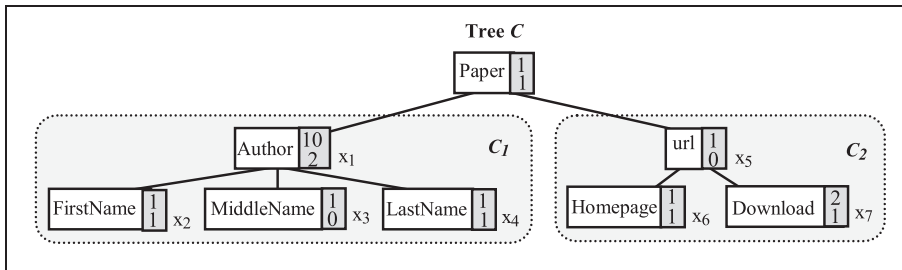 Tree C
Paper 1 1
Author 10 2 x1 C1
url 1 0 x5 C2
FirstName 1 1 x2
MiddleName 1 0 x3
LastName 1 1 x4
Homepage 1 1 x6
Download 2 1 x7